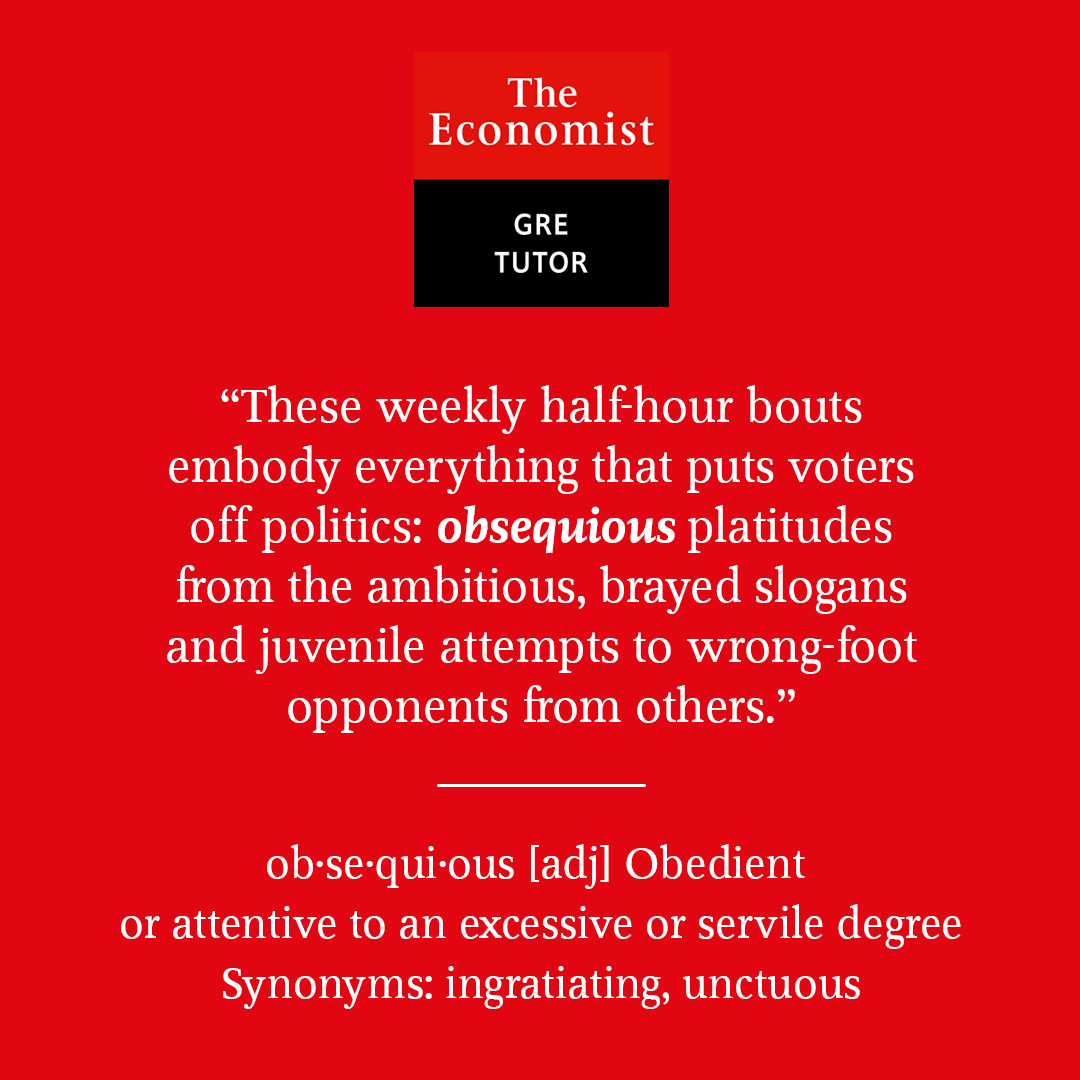 The
Economist
GRE
TUTOR
“These weekly half-hour bouts
embody everything that puts voters
off politics: obsequious platitudes
from the ambitious, brayed slogans
and juvenile attempts to wrong-foot
opponents from others.”
ob·se·qui·ous [adj] Obedient
or attentive to an excessive or servile degree
Synonyms: ingratiating, unctuous